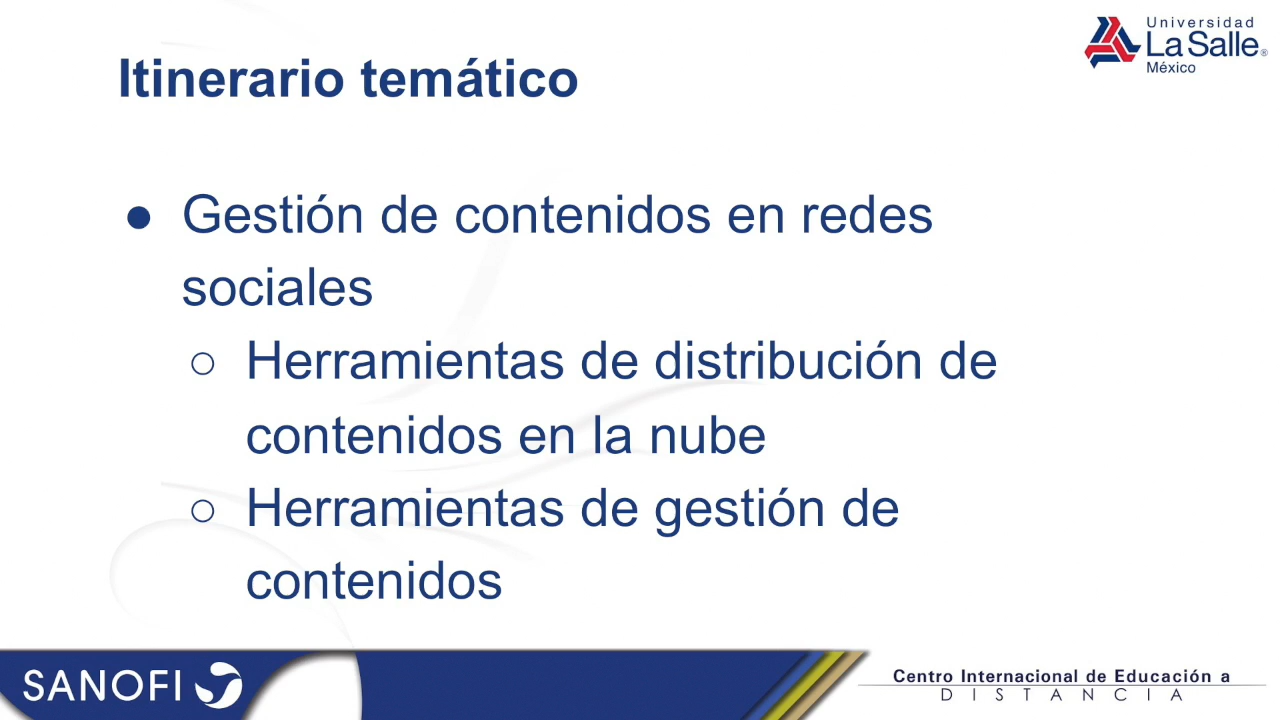 Universidad
La Salle®
México
Itinerario temático
● Gestión de contenidos en redes
sociales
○ Herramientas de distribución de
contenidos en la nube
○ Herramientas de gestión de
contenidos
SANOFI
Centro Internacional de Educación a
DISTANCIA